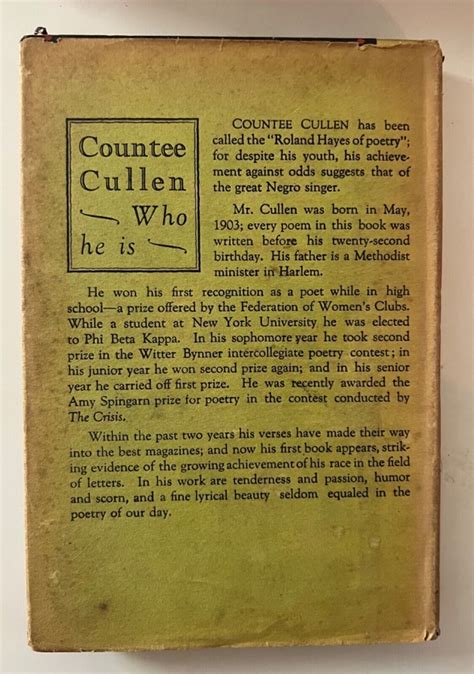 Countee
Cullen
Who
he is
COUNTEE CULLEN has been
called the "Roland Hayes of poetry";
for despite his youth, his achieve-
ment against odds suggests that of
the great Negro singer.
Mr. Cullen was born in May,
1903; every poem in this book was
written before his twenty-second
birthday. His father is a Methodist
minister in Harlem.
He won his first recognition as a poet while in high
school—a prize offered by the Federation of Women's Clubs.
While a student at New York University he was elected
to Phi Beta Kappa. In his sophomore year he took second
prize in the Witter Bynner intercollegiate poetry contest; in
his junior year he won second prize again; and in his senior
year he carried off first prize. He was recently awarded the
Amy Spingarn prize for poetry in the contest conducted by
The Crisis.
Within the past two years his verses have made their way
into the best magazines; and now his first book appears, strik-
ing evidence of the growing achievement of his race in the field
of letters. In his work are tenderness and passion, humor
and scorn, and a fine lyrical beauty seldom equaled in the
poetry of our day.